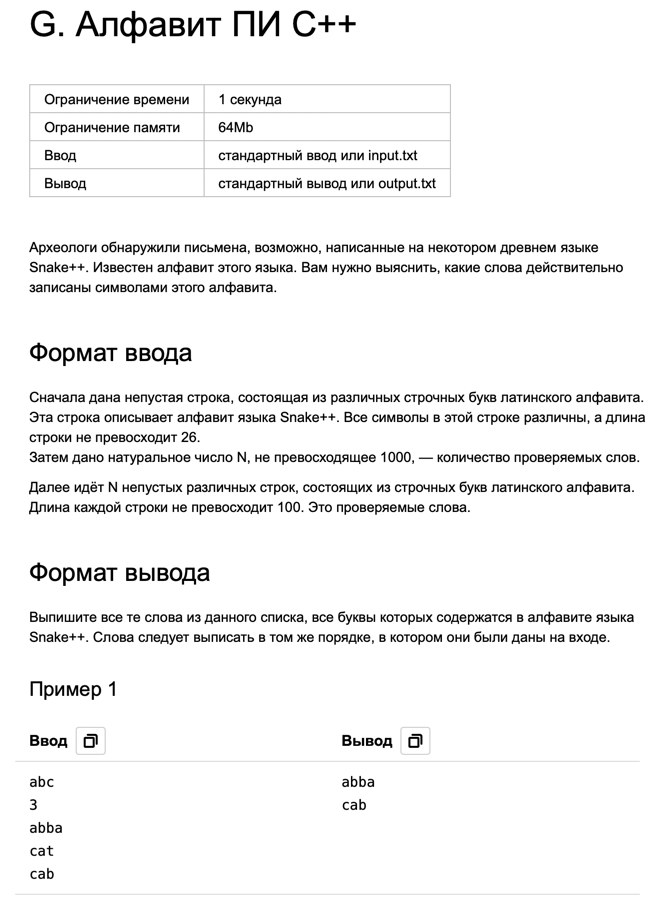 G. Алфавит ПИ C++
Ограничение времени 1 секунда
Ограничение памяти 64Mb
Ввод стандартный ввод или input.txt
Вывод стандартный вывод или output.txt
Археологи обнаружили письмена, возможно, написанные на некотором древнем языке
Snake++. Известен алфавит этого языка. Вам нужно выяснить, какие слова действительно
записаны символами этого алфавита.
Формат ввода
Сначала дана непустая строка, состоящая из различных строчных букв латинского алфавита.
Эта строка описывает алфавит языка Snake++. Все символы в этой строке различны, а длина
строки не превосходит 26.
Затем дано натуральное число N, не превосходящее 1000, — количество проверяемых слов.
Далее идёт N непустых различных строк, состоящих из строчных букв латинского алфавита.
Длина каждой строки не превосходит 100. Это проверяемые слова.
Формат вывода
Выпишите все те слова из данного списка, все буквы которых содержатся в алфавите языка
Snake++. Слова следует выписать в том же порядке, в котором они были даны на входе.
Пример 1
Ввод Вывод
abc abba
3 cab
abba
cat
cab